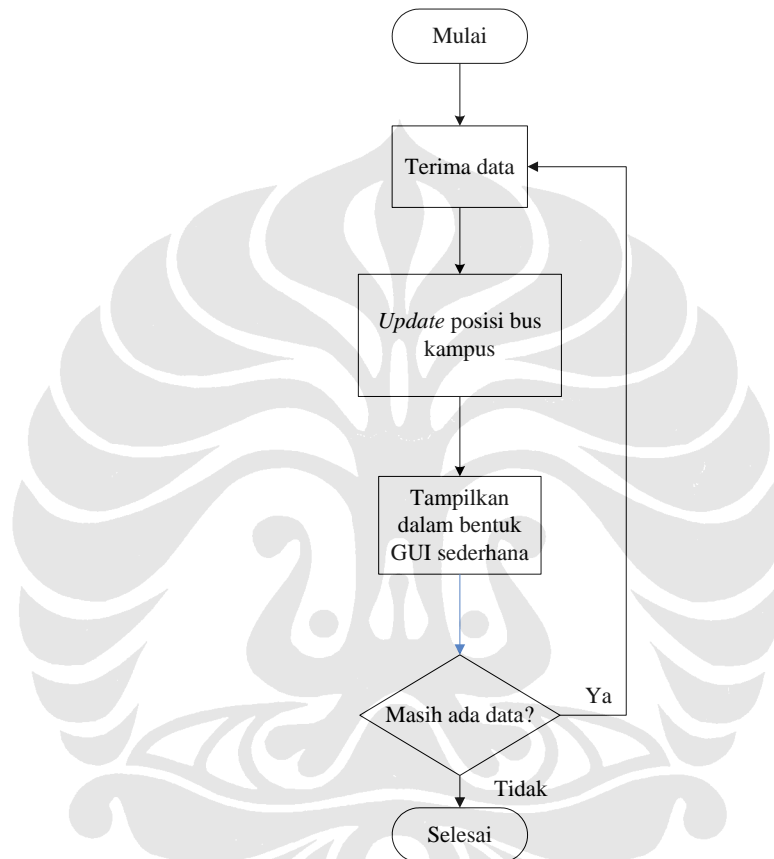 Mulai
Terima data
Update posisi bus
kampus
Tampilkan
dalam bentuk
GUI sederhana
Masih ada data?
Ya
Tidak
Selesai